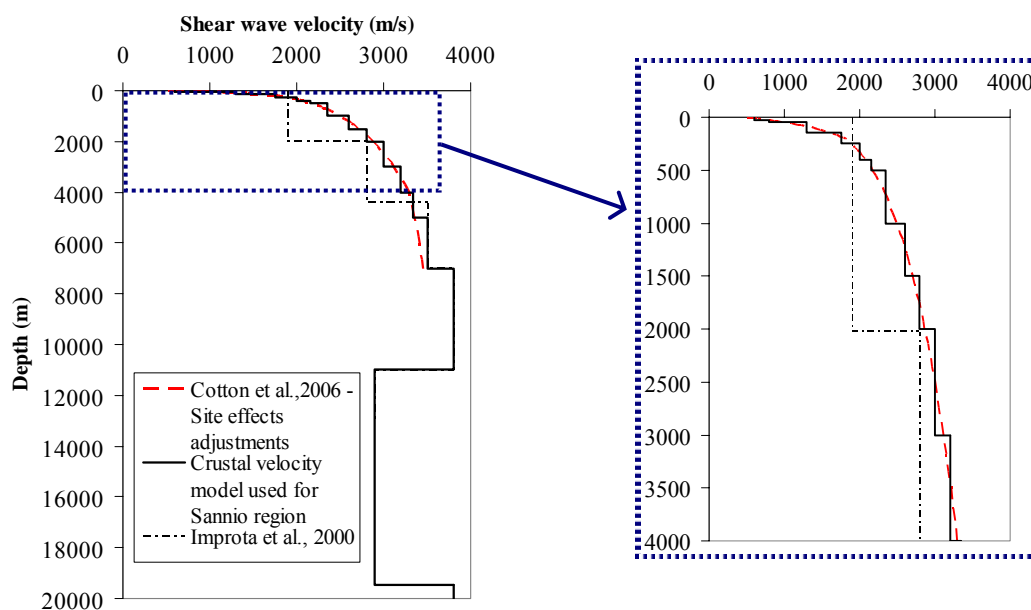 Shear wave velocity (m/s)
0 1000 2000 3000 4000
0
2000
4000
6000
8000
10000
12000
14000
16000
18000
20000
Depth (m)
Cotton et al.,2006 -
Site effects
adjustments
Crustal velocity
model used for
Sannio region
Improta et al., 2000
0 1000 2000 3000 4000
0
500
1000
1500
2000
2500
3000
3500
4000